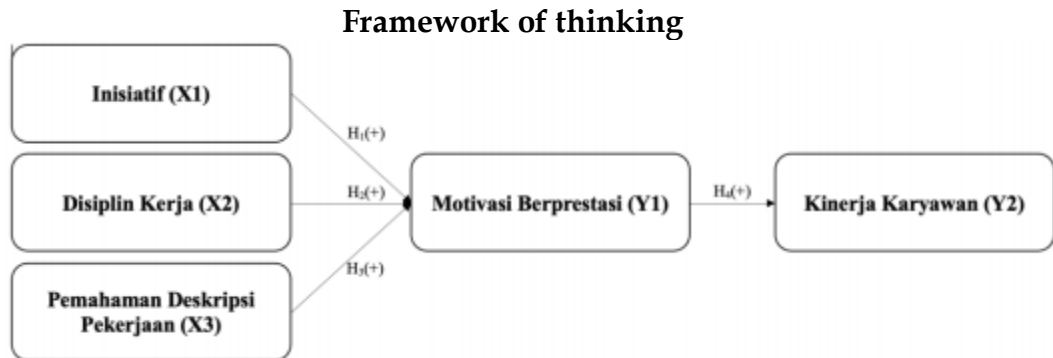 Framework of thinking
Inisiatif (X1)
H₁(+)
Disiplin Kerja (X2)
H₂(+)
Motivasi Berprestasi (Y1)
H₄(+)
Kinerja Karyawan (Y2)
H₃(+)
Pemahaman Deskripsi
Pekerjaan (X3)